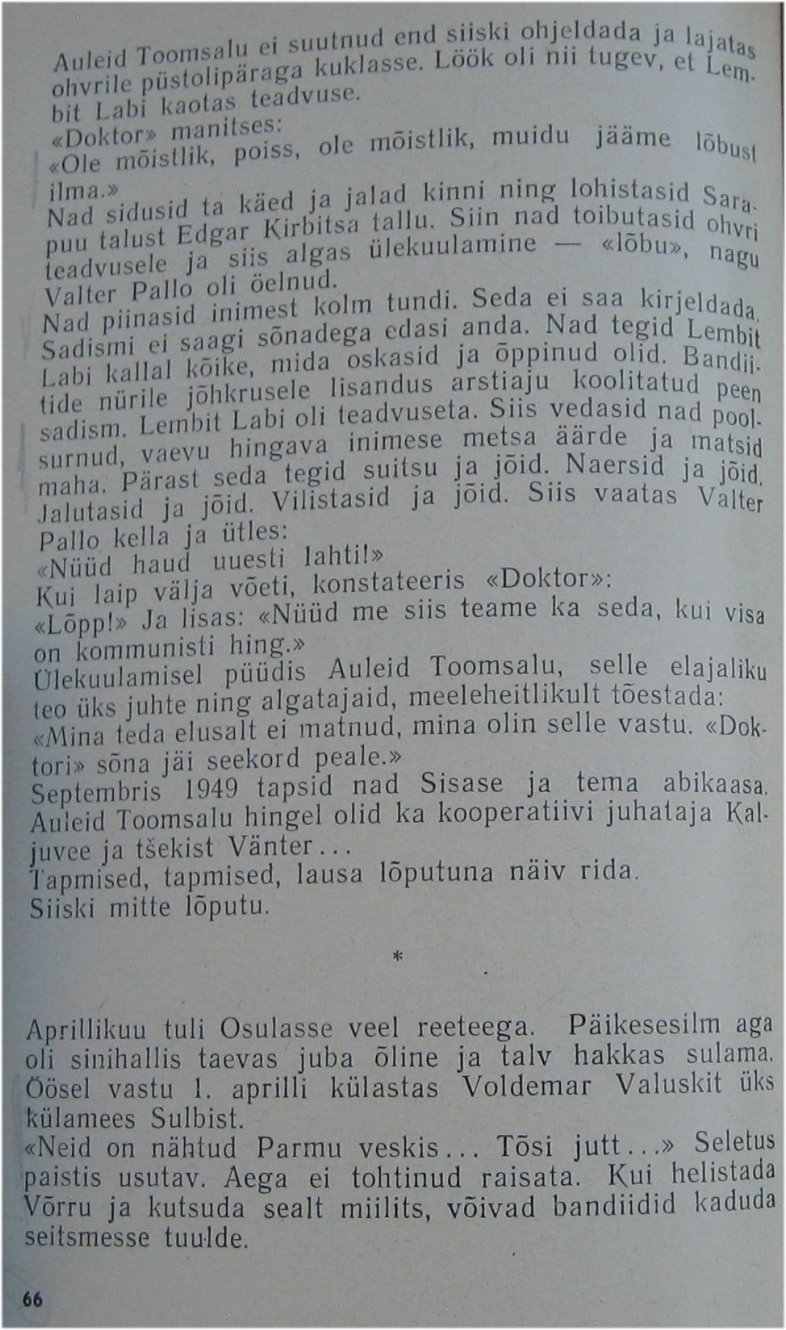 Auleid Toomsalu ei suutnud end siiski ohjeldada ja lajatas
ohvrile püstolipäraga kuklasse. Löök oli nii tugev, et Lem-
bit Labi kaotas teadvuse.
«Doktor» manitses:
«Ole mõistlik, poiss, ole mõistlik, muidu jääme lõbust
ilma.»
Nad sidusid ta käed ja jalad kinni ning lohistasid Sara-
puu talust Edgar Kirbitsa tallu. Siin nad toibutasid ohvri
teadvusele ja siis algas ülekuulamine — «lõbu», nagu
Valter Pallo oli öelnud.
Nad piinasid inimest kolm tundi. Seda ei saa kirjeldada.
Sadismi ei saagi sõnadega edasi anda. Nad tegid Lembit
Labi kallal kõike, mida oskasid ja õppinud olid. Bandii-
tide nürile jõhkrusele lisandus arstiaju koolitatud peen
sadism. Lembit Labi oli teadvuseta. Siis vedasid nad pool-
surnud, vaevu hingava inimese metsa äärde ja matsid
maha. Pärast seda tegid suitsu ja jõid. Naersid ja jõid.
Jalutasid ja jõid. Vilistasid ja jõid. Siis vaatas Valter
Pallo kella ja ütles:
«Nüüd haud uuesti lahti!»
Kui laip välja võeti, konstateeris «Doktor»:
«Lõpp!» Ja lisas: «Nüüd me siis teame ka seda, kui visa
on kommunisti hing.»
Ülekuulamisel püüdis Auleid Toomsalu, selle elajaliku
teo üks juhte ning algatajaid, meeleheitlikult tõestada:
«Mina teda elusalt ei matnud, mina olin selle vastu. «Dok-
tori» sõna jäi seekord peale.»
Septembris 1949 tapsid nad Sisase ja tema abikaasa.
Auleid Toomsalu hingel olid ka kooperatiivi juhataja Kal-
juvee ja tšekist Vänter...
Tapmised, tapmised, lausa lõputuna näiv rida.
Siiski mitte lõputu.
*
Aprillikuu tuli Osulasse veel reeteega. Päikesesilm aga
oli sinihallis taevas juba õline ja talv hakkas sulama.
Öösel vastu 1. aprilli külastas Voldemar Valuskit üks
külamees Sulbist.
«Neid on nähtud Parmu veskis... Tõsi jutt...» Seletus
paistis usutav. Aega ei tohtinud raisata. Kui helistada
Võrru ja kutsuda sealt miilits, võivad bandiidid kaduda
seitsmesse tuulde.
66